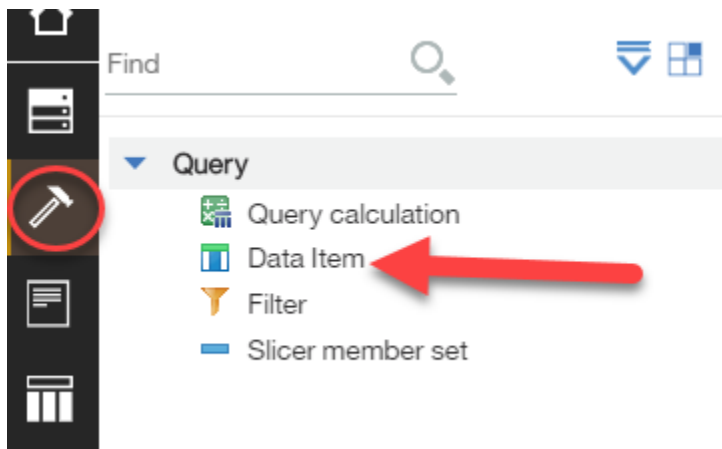 Find
Query
Query calculation
Data Item
Filter
Slicer member set